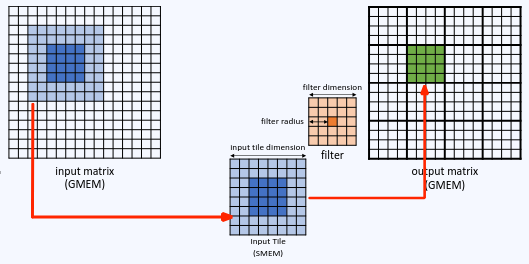 filter dimension
filter radius
filter
Input tile dimension
input matrix
(GMEM)
output matrix
(GMEM)
Input Tile
(SMEM)